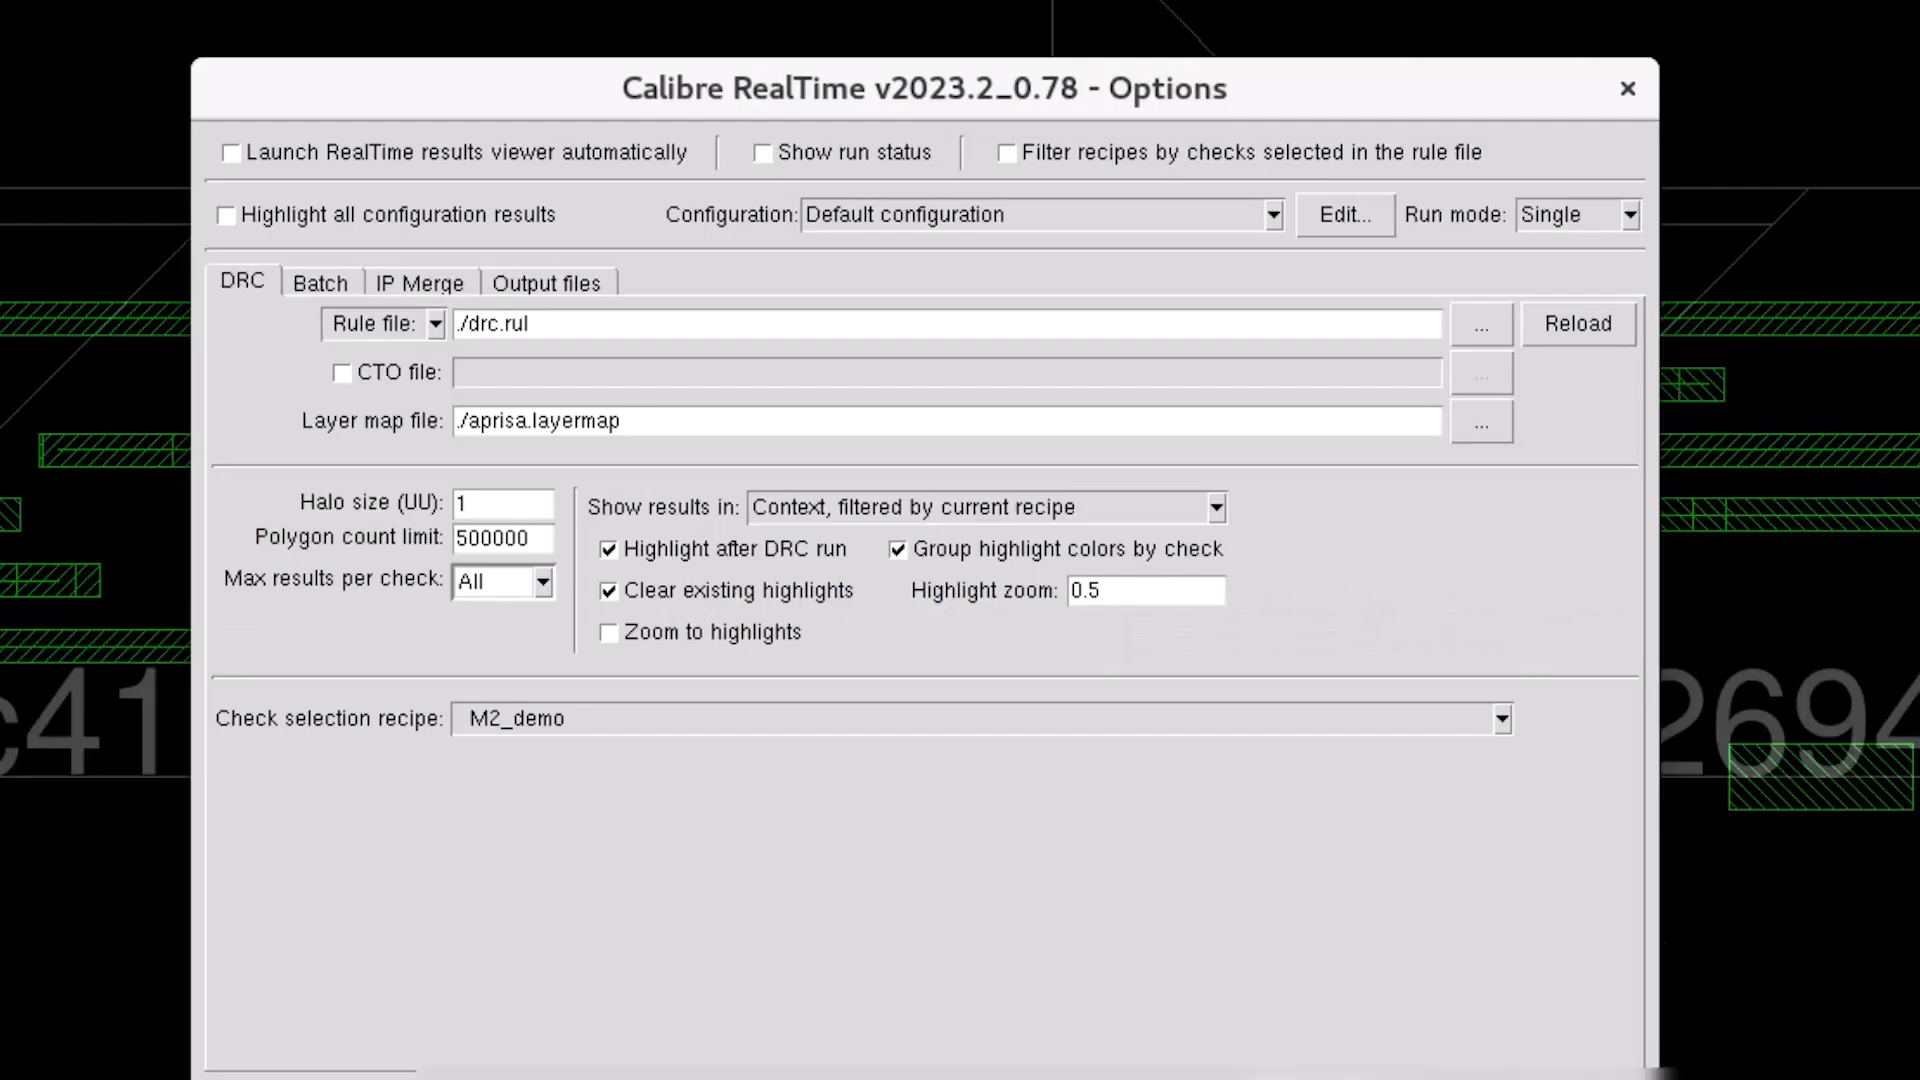 Calibre RealTime v2023.2_0.78 - Options
Launch RealTime results viewer automatically
Show run status
Filter recipes by checks selected in the rule file
Highlight all configuration results
Configuration: Default configuration
Edit...
Run mode: Single
DRC
Batch
IP Merge
Output files
Rule file: ./drc.rul
...
Reload
CTO file:
...
Layer map file: ./aprisa.layermap
...
Halo size (UU): 1
Polygon count limit: 500000
Max results per check: All
Show results in: Context, filtered by current recipe
Highlight after DRC run
Group highlight colors by check
Clear existing highlights
Highlight zoom: 0.5
Zoom to highlights
Check selection recipe: M2_demo
c41
2694